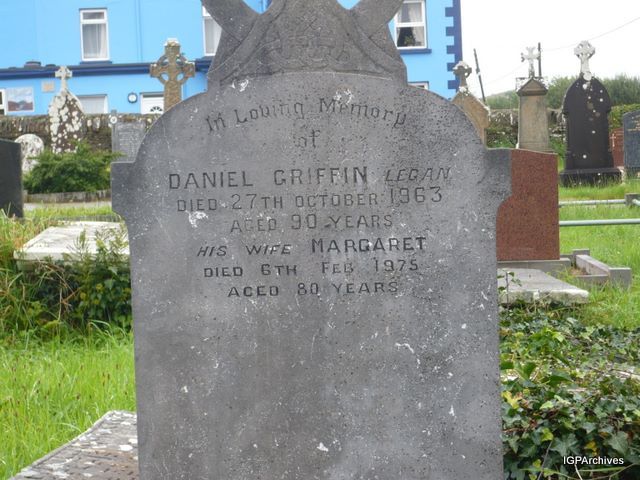 In Loving Memory
of
DANIEL GRIFFIN LEGAN
DIED 27TH OCTOBER 1963
AGED 90 YEARS
HIS WIFE MARGARET
DIED 6TH FEB 1975
AGED 80 YEARS
IGPArchives